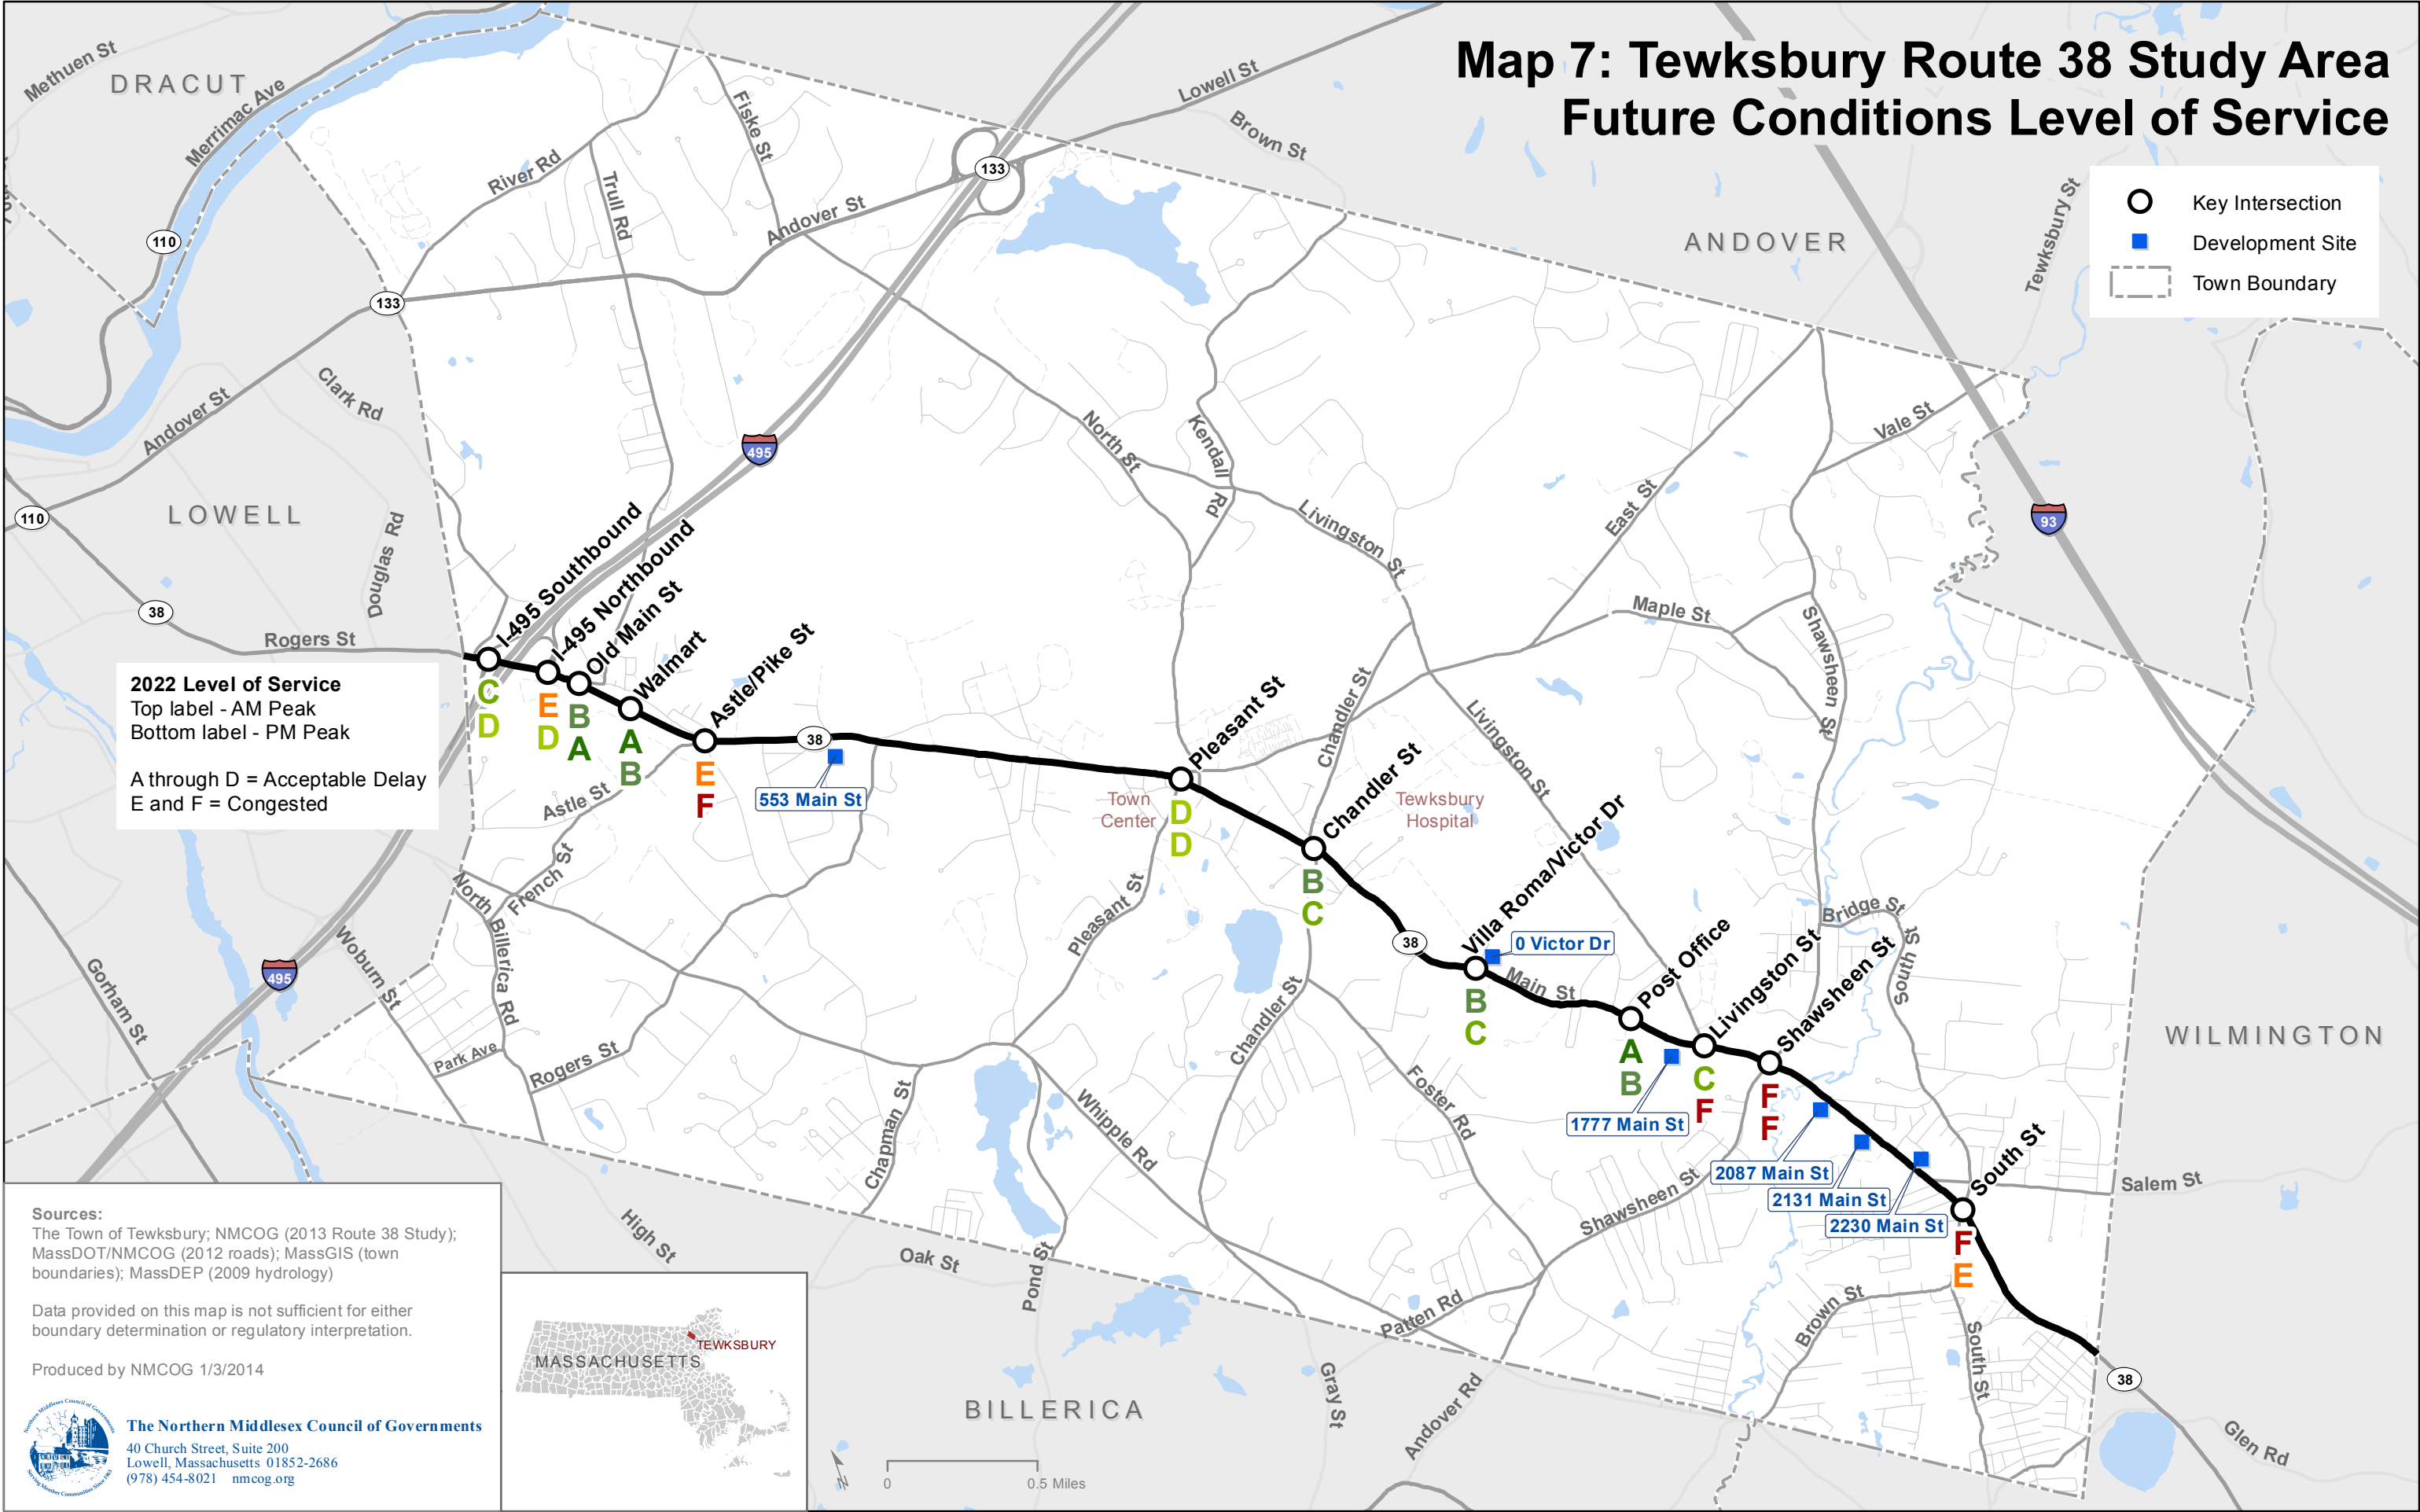 Map 7: Tewksbury Route 38 Study Area
Future Conditions Level of Service
Key Intersection
Development Site
Town Boundary
Methuen St
DRACUT
Merrimac Ave
110
River Rd
Trull Rd
Fiske St
Andover St
133
Lowell St
Brown St
ANDOVER
Tewksbury St
133
Clark Rd
Andover St
110
LOWELL
Douglas Rd
38
Rogers St
495
North St
Kendall Rd
Livingston St
East St
Vale St
93
Maple St
Shawsheen St
I-495 Southbound
C
D
I-495 Northbound
E
D
Old Main St
B
A
Walmart
A
B
Astle/Pike St
E
F
38
553 Main St
Astle St
French St
North Billerica Rd
Town
Center
Pleasant St
D
D
Pleasant St
Chandler St
Chandler St
B
C
Tewksbury
Hospital
Livingston St
38
Villa Roma/Victor Dr
B
C
0 Victor Dr
Main St
Post Office
A
B
1777 Main St
Livingston St
C
F
Shawsheen St
F
F
Bridge St
South St
2087 Main St
2131 Main St
2230 Main St
South St
F
E
Salem St
WILMINGTON
2022 Level of Service
Top label - AM Peak
Bottom label - PM Peak
A through D = Acceptable Delay
E and F = Congested
495
Woburn St
Gorham St
Park Ave
Rogers St
Chapman St
Whipple Rd
Chandler St
Foster Rd
Shawsheen St
Patten Rd
Brown St
South St
High St
Oak St
Pond St
BILLERICA
Gray St
Andover Rd
38
Glen Rd
Sources:
The Town of Tewksbury; NMCOG (2013 Route 38 Study);
MassDOT/NMCOG (2012 roads); MassGIS (town
boundaries); MassDEP (2009 hydrology)
Data provided on this map is not sufficient for either
boundary determination or regulatory interpretation.
Produced by NMCOG 1/3/2014
The Northern Middlesex Council of Governments
40 Church Street, Suite 200
Lowell, Massachusetts 01852-2686
(978) 454-8021 nmcog.org
MASSACHUSETTS
TEWKSBURY
N
0
0.5 Miles